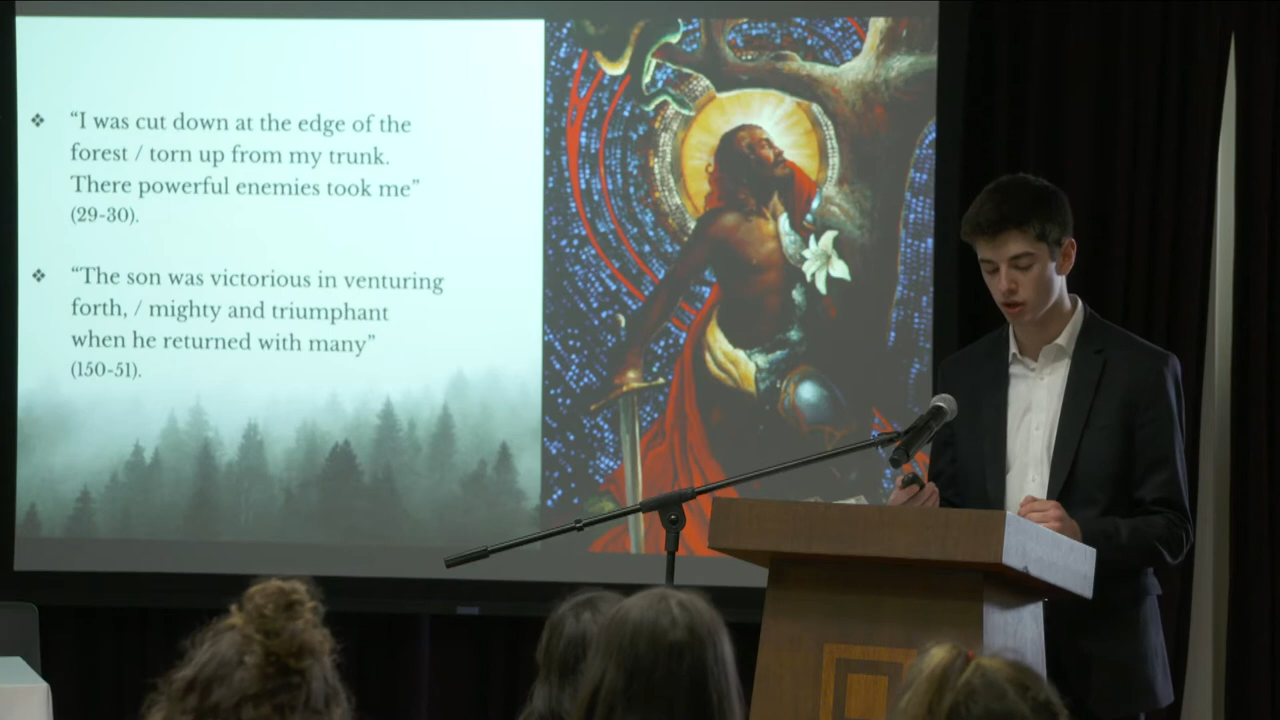 “I was cut down at the edge of the
forest / torn up from my trunk.
There powerful enemies took me”
(29-30).
“The son was victorious in venturing
forth, / mighty and triumphant
when he returned with many”
(150-51).